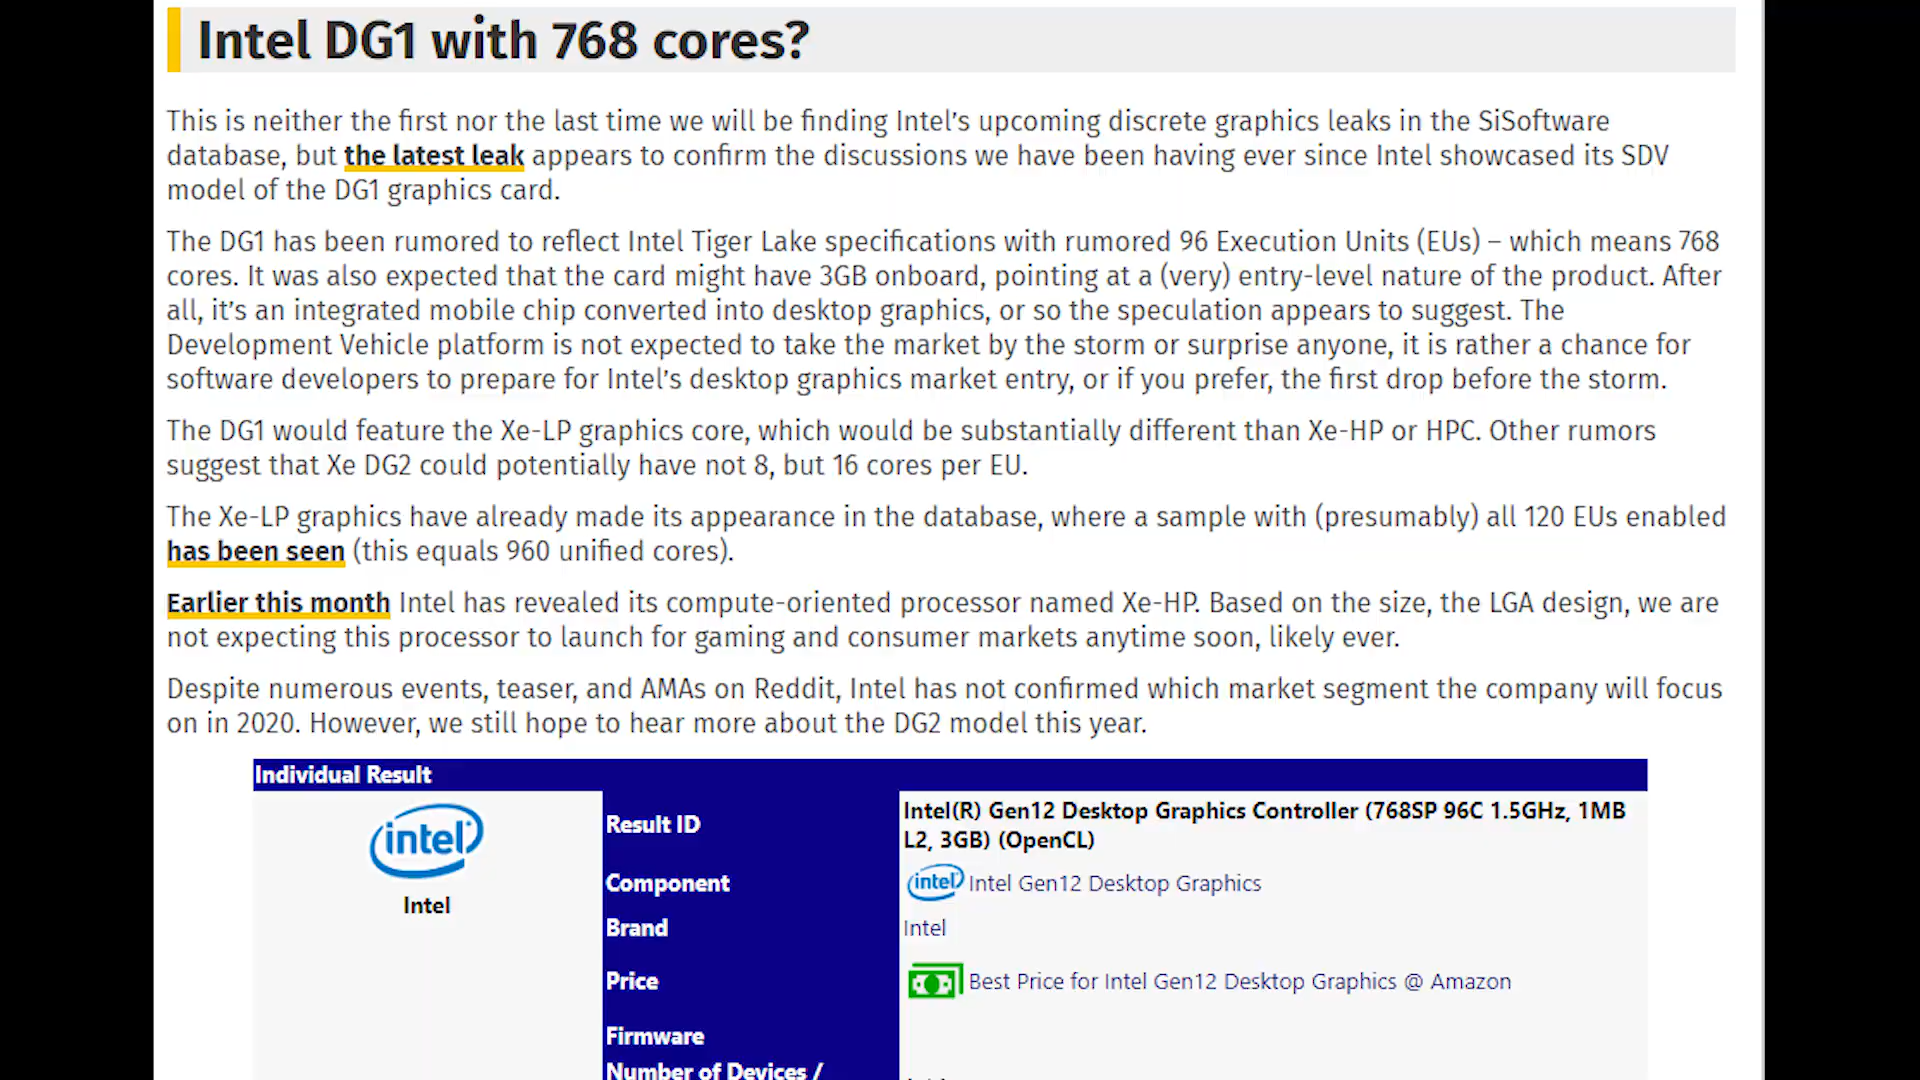 Intel DG1 with 768 cores?
This is neither the first nor the last time we will be finding Intel's upcoming discrete graphics leaks in the SiSoftware
database, but the latest leak appears to confirm the discussions we have been having ever since Intel showcased its SDV
model of the DG1 graphics card.
The DG1 has been rumored to reflect Intel Tiger Lake specifications with rumored 96 Execution Units (EUs) – which means 768
cores. It was also expected that the card might have 3GB onboard, pointing at a (very) entry-level nature of the product. After
all, it's an integrated mobile chip converted into desktop graphics, or so the speculation appears to suggest. The
Development Vehicle platform is not expected to take the market by the storm or surprise anyone, it is rather a chance for
software developers to prepare for Intel's desktop graphics market entry, or if you prefer, the first drop before the storm.
The DG1 would feature the Xe-LP graphics core, which would be substantially different than Xe-HP or HPC. Other rumors
suggest that Xe DG2 could potentially have not 8, but 16 cores per EU.
The Xe-LP graphics have already made its appearance in the database, where a sample with (presumably) all 120 EUs enabled
has been seen (this equals 960 unified cores).
Earlier this month Intel has revealed its compute-oriented processor named Xe-HP. Based on the size, the LGA design, we are
not expecting this processor to launch for gaming and consumer markets anytime soon, likely ever.
Despite numerous events, teaser, and AMAs on Reddit, Intel has not confirmed which market segment the company will focus
on in 2020. However, we still hope to hear more about the DG2 model this year.
Individual Result
intel
Intel
Result ID
Intel(R) Gen12 Desktop Graphics Controller (768SP 96C 1.5GHz, 1MB
L2, 3GB) (OpenCL)
Component
intel Intel Gen12 Desktop Graphics
Brand
Intel
Price
Best Price for Intel Gen12 Desktop Graphics @ Amazon
Firmware
Number of Devices /